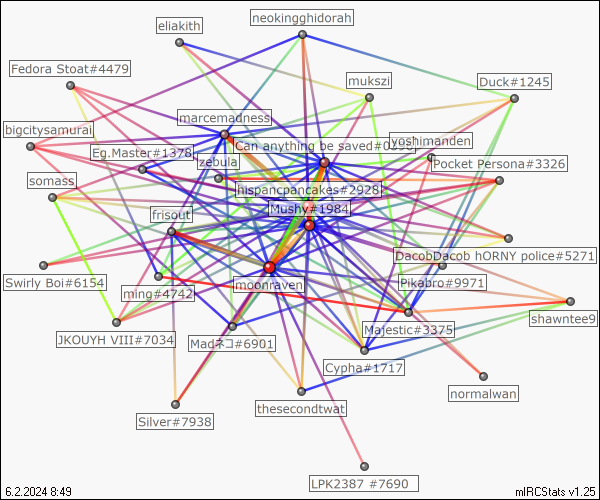 neokingghidorah
eliakith
Fedora Stoat#4479
mukszi
Duck#1245
marcemadness
bigcitysamurai
Can anything be saved#0
yoshimanden
Eg.Master#1378
zebula
Pocket Persona#3326
somass
hispancpancakes#2928
frisout
Mushy#1984
DacobDacob hORNY police#5271
Swirly Boi#6154
moonraven
Pikabro#9971
ming#4742
shawntee9
JKOUYH VIII#7034
Madネコ#6901
Majestic#3375
Cypha#1717
normalwan
Silver#7938
thesecondtwat
LPK2387 #7690
6.2.2024 8:49
mIRCStats v1.25